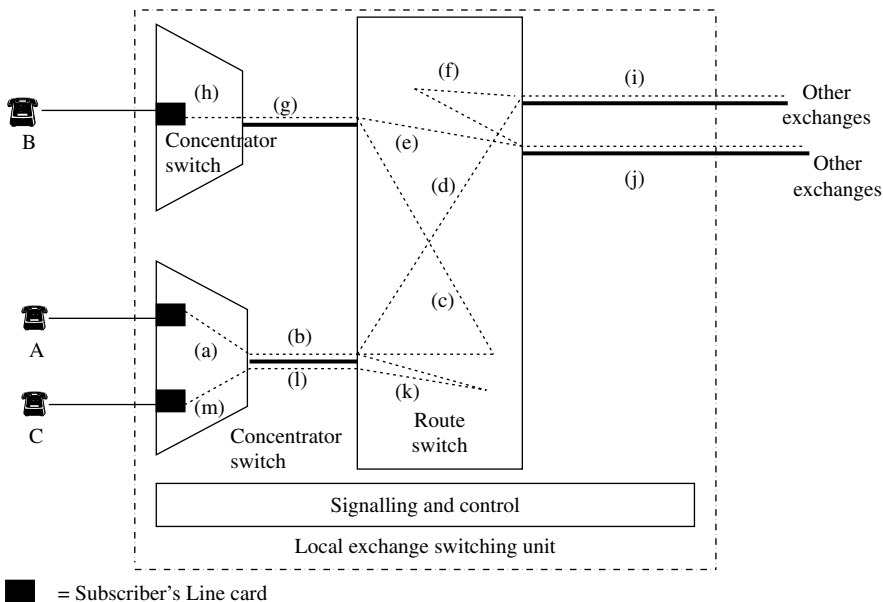 (f)
(i)
(h)
(g)
Other
exchanges
B
Concentrator
switch
(e)
(d)
(j)
Other
exchanges
(c)
A
(a)
(b)
(l)
(k)
C
(m)
Concentrator
switch
Route
switch
Signalling and control
Local exchange switching unit
= Subscriber's Line card